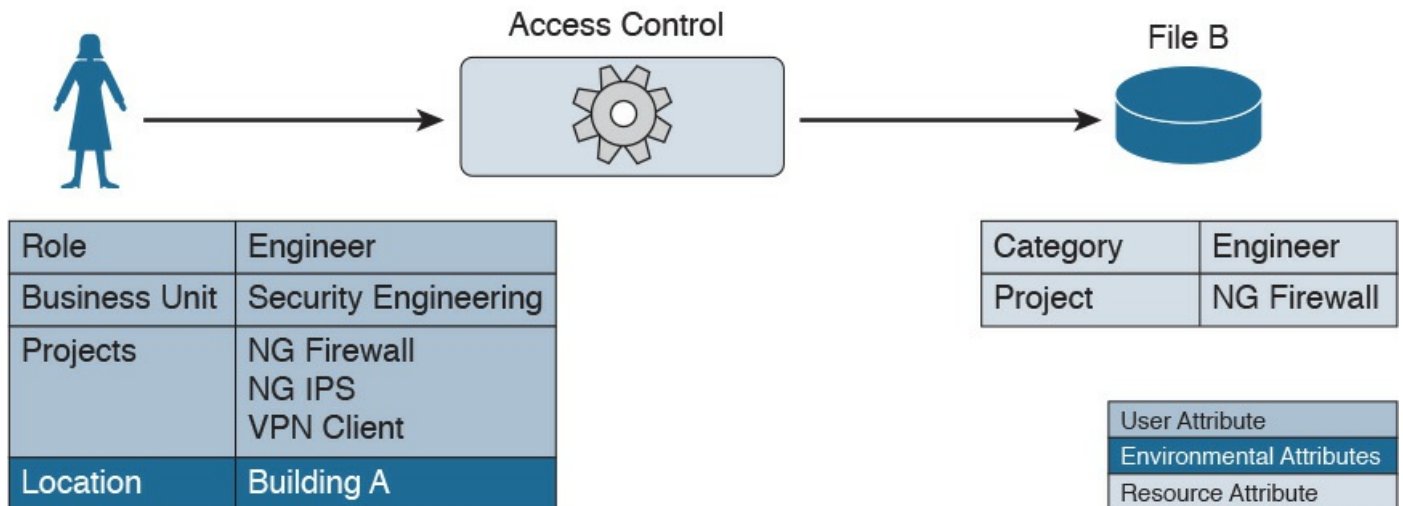 Access Control
File B
Role Engineer
Business Unit Security Engineering
Projects NG Firewall
NG IPS
VPN Client
Location Building A
Category Engineer
Project NG Firewall
User Attribute
Environmental Attributes
Resource Attribute